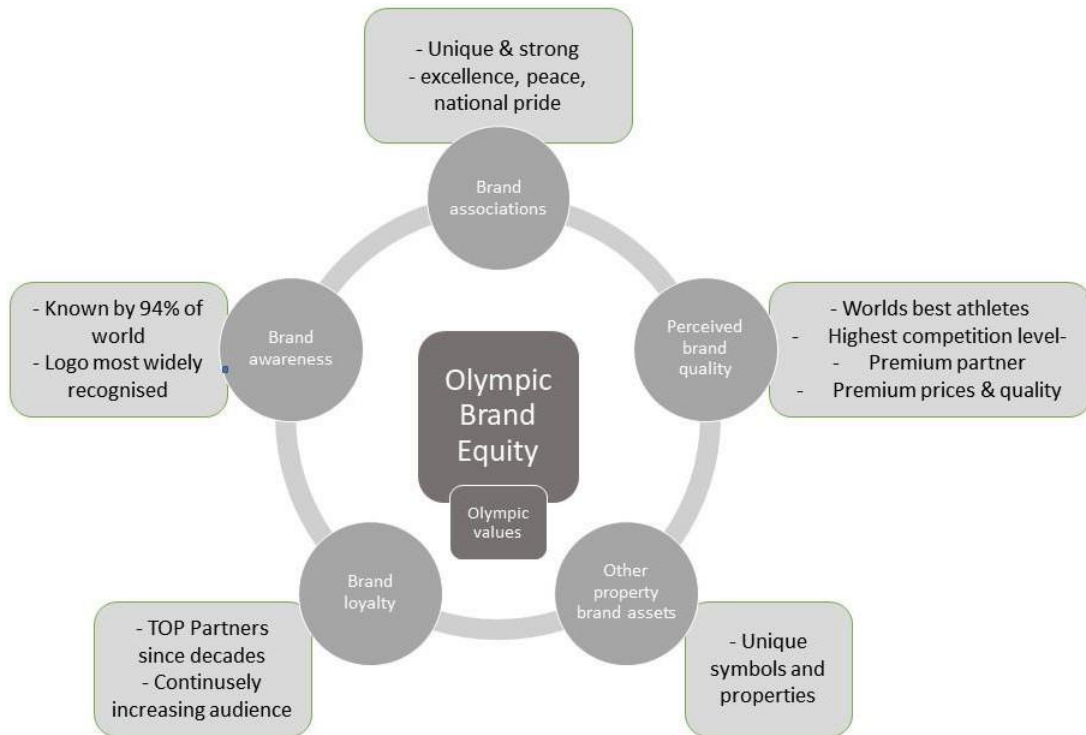 - Unique & strong
- excellence, peace,
national pride
Brand
associations
- Known by 94% of
world
- Logo most widely
recognised
Brand
awareness
Perceived
brand
quality
- Worlds best athletes
- Highest competition level-
- Premium partner
- Premium prices & quality
Olympic
Brand
Equity
Olympic
values
Brand
loyalty
Other
property
brand assets
- TOP Partners
since decades
- Continusely
increasing audience
- Unique
symbols and
properties